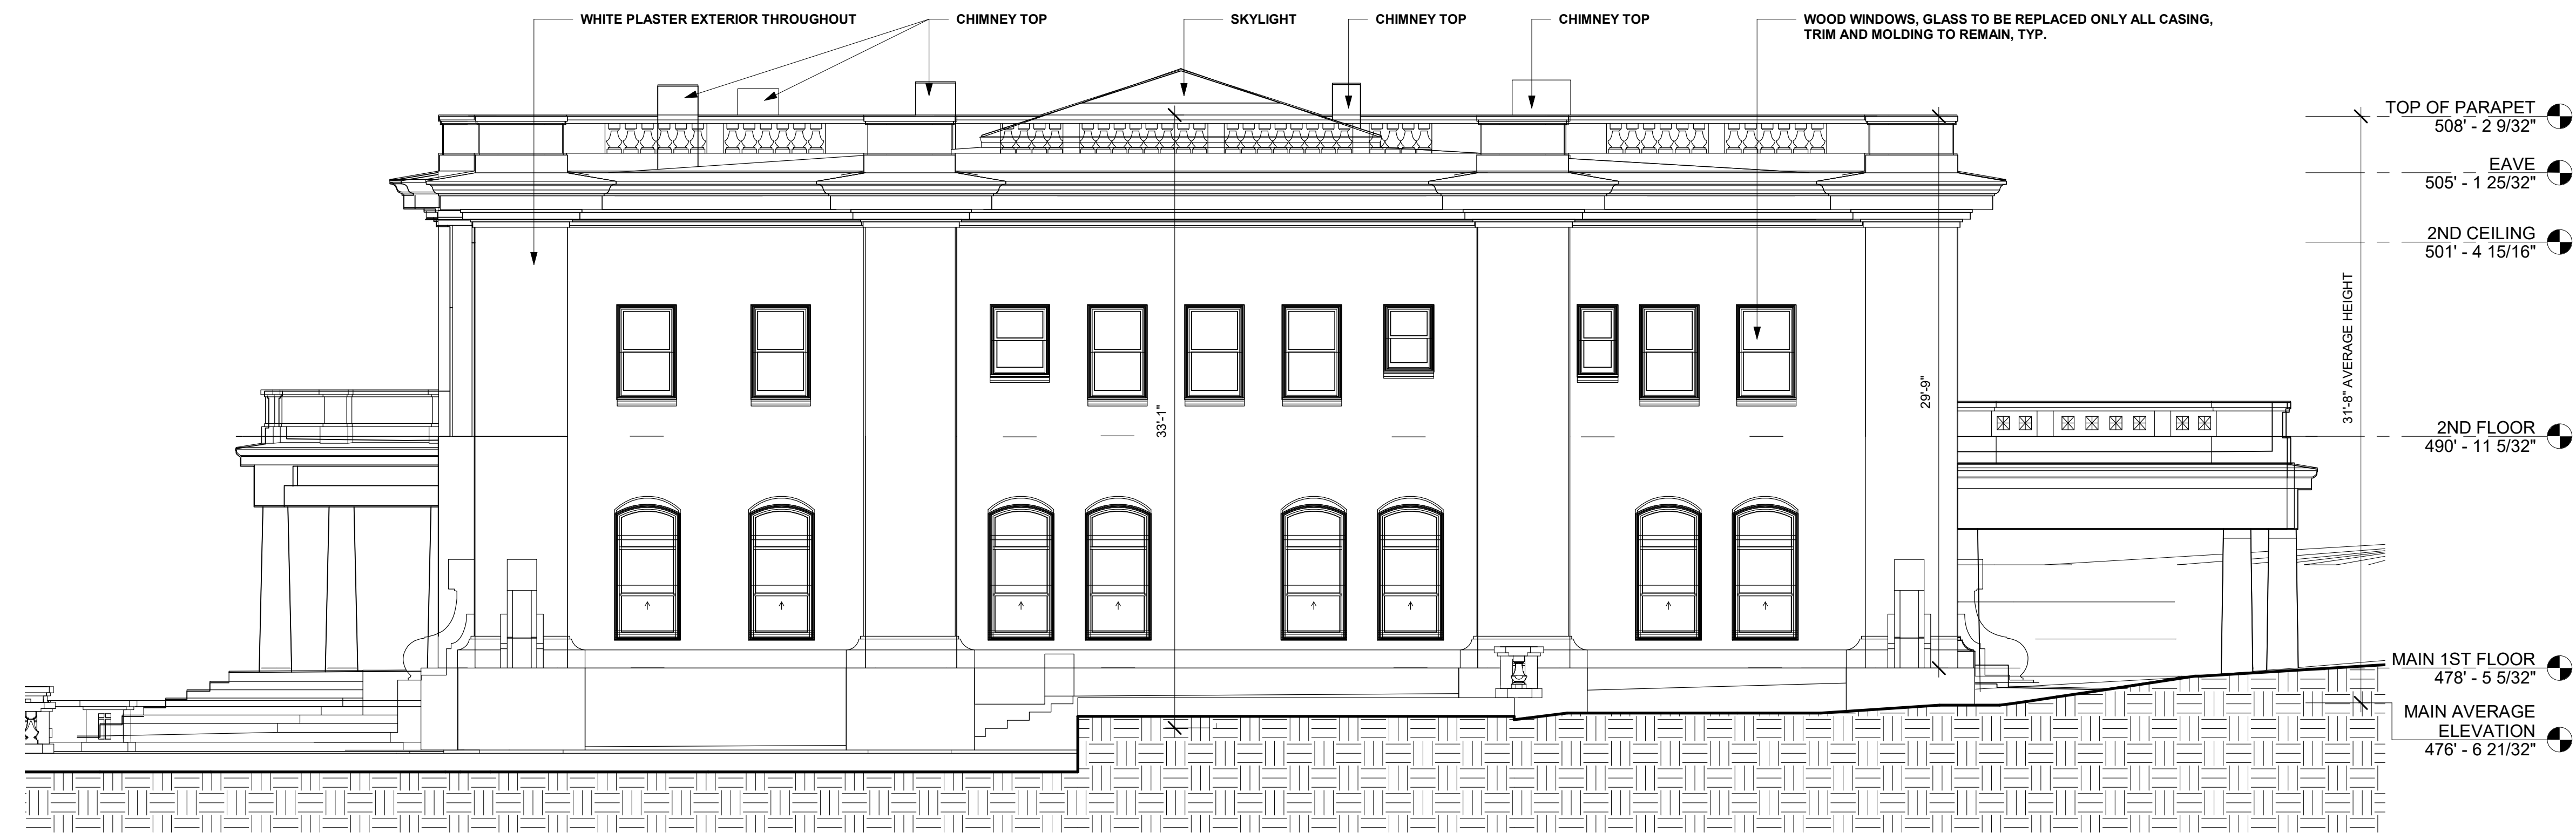 WHITE PLASTER EXTERIOR THROUGHOUT
CHIMNEY TOP
SKYLIGHT
CHIMNEY TOP
CHIMNEY TOP
WOOD WINDOWS, GLASS TO BE REPLACED ONLY ALL CASING,
TRIM AND MOLDING TO REMAIN, TYP.
TOP OF PARAPET
508' - 2 9/32"
EAVE
505' - 1 25/32"
2ND CEILING
501' - 4 15/16"
31'-8" AVERAGE HEIGHT
33'-1"
29'-9"
2ND FLOOR
490' - 11 5/32"
MAIN 1ST FLOOR
478' - 5 5/32"
MAIN AVERAGE
ELEVATION
476' - 6 21/32"